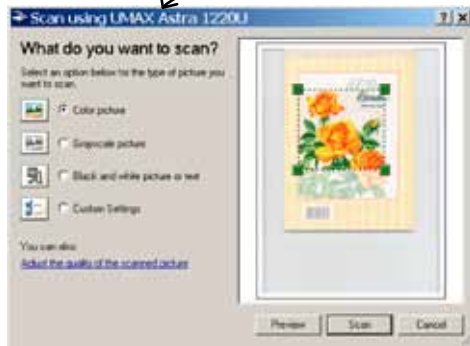 Scan using UMAX Astra 1220U
What do you want to scan?
Select an option below for the type of picture you
want to scan.
Color picture
Grayscale picture
Black and white picture or text
Custom Settings
You can also:
Adjust the quality of the scanned picture
Preview
Scan
Cancel